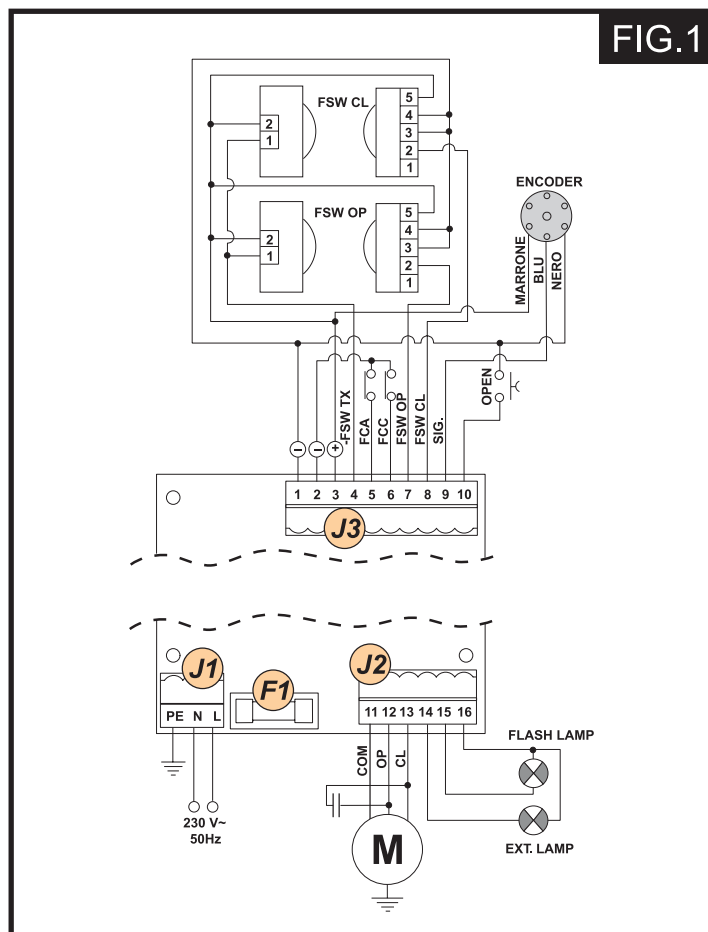 FIG.1
FSW CL
2
1
5
4
3
2
1
FSW OP
2
1
5
4
3
2
1
ENCODER
MARRONE
BLU
NERO
-FSW TX
FCA
FCC
FSW OP
FSW CL
SIG.
OPEN
− − +
1 2 3 4 5 6 7 8 9 10
J3
J1
F1
J2
PE N L
11 12 13 14 15 16
COM
OP
CL
230 V~
50Hz
M
FLASH LAMP
EXT. LAMP